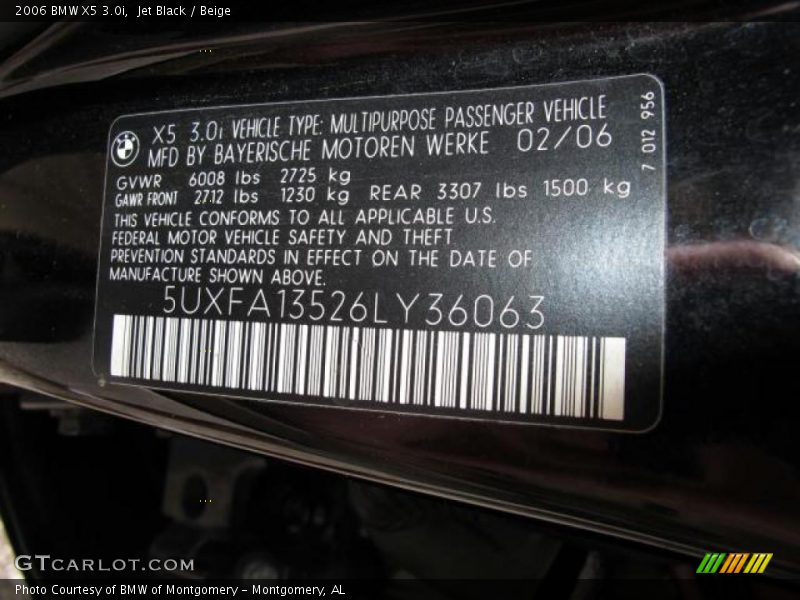 2006 BMW X5 3.0i, Jet Black / Beige
X5 3.0i VEHICLE TYPE: MULTIPURPOSE PASSENGER VEHICLE
MFD BY BAYERISCHE MOTOREN WERKE 02/06
7 012 956
GVWR 6008 lbs 2725 kg
GAWR FRONT 2712 lbs 1230 kg REAR 3307 lbs 1500 kg
THIS VEHICLE CONFORMS TO ALL APPLICABLE U.S.
FEDERAL MOTOR VEHICLE SAFETY AND THEFT
PREVENTION STANDARDS IN EFFECT ON THE DATE OF
MANUFACTURE SHOWN ABOVE.
5UXFA13526LY36063
GTCARLOT.COM
Photo Courtesy of BMW of Montgomery - Montgomery, AL